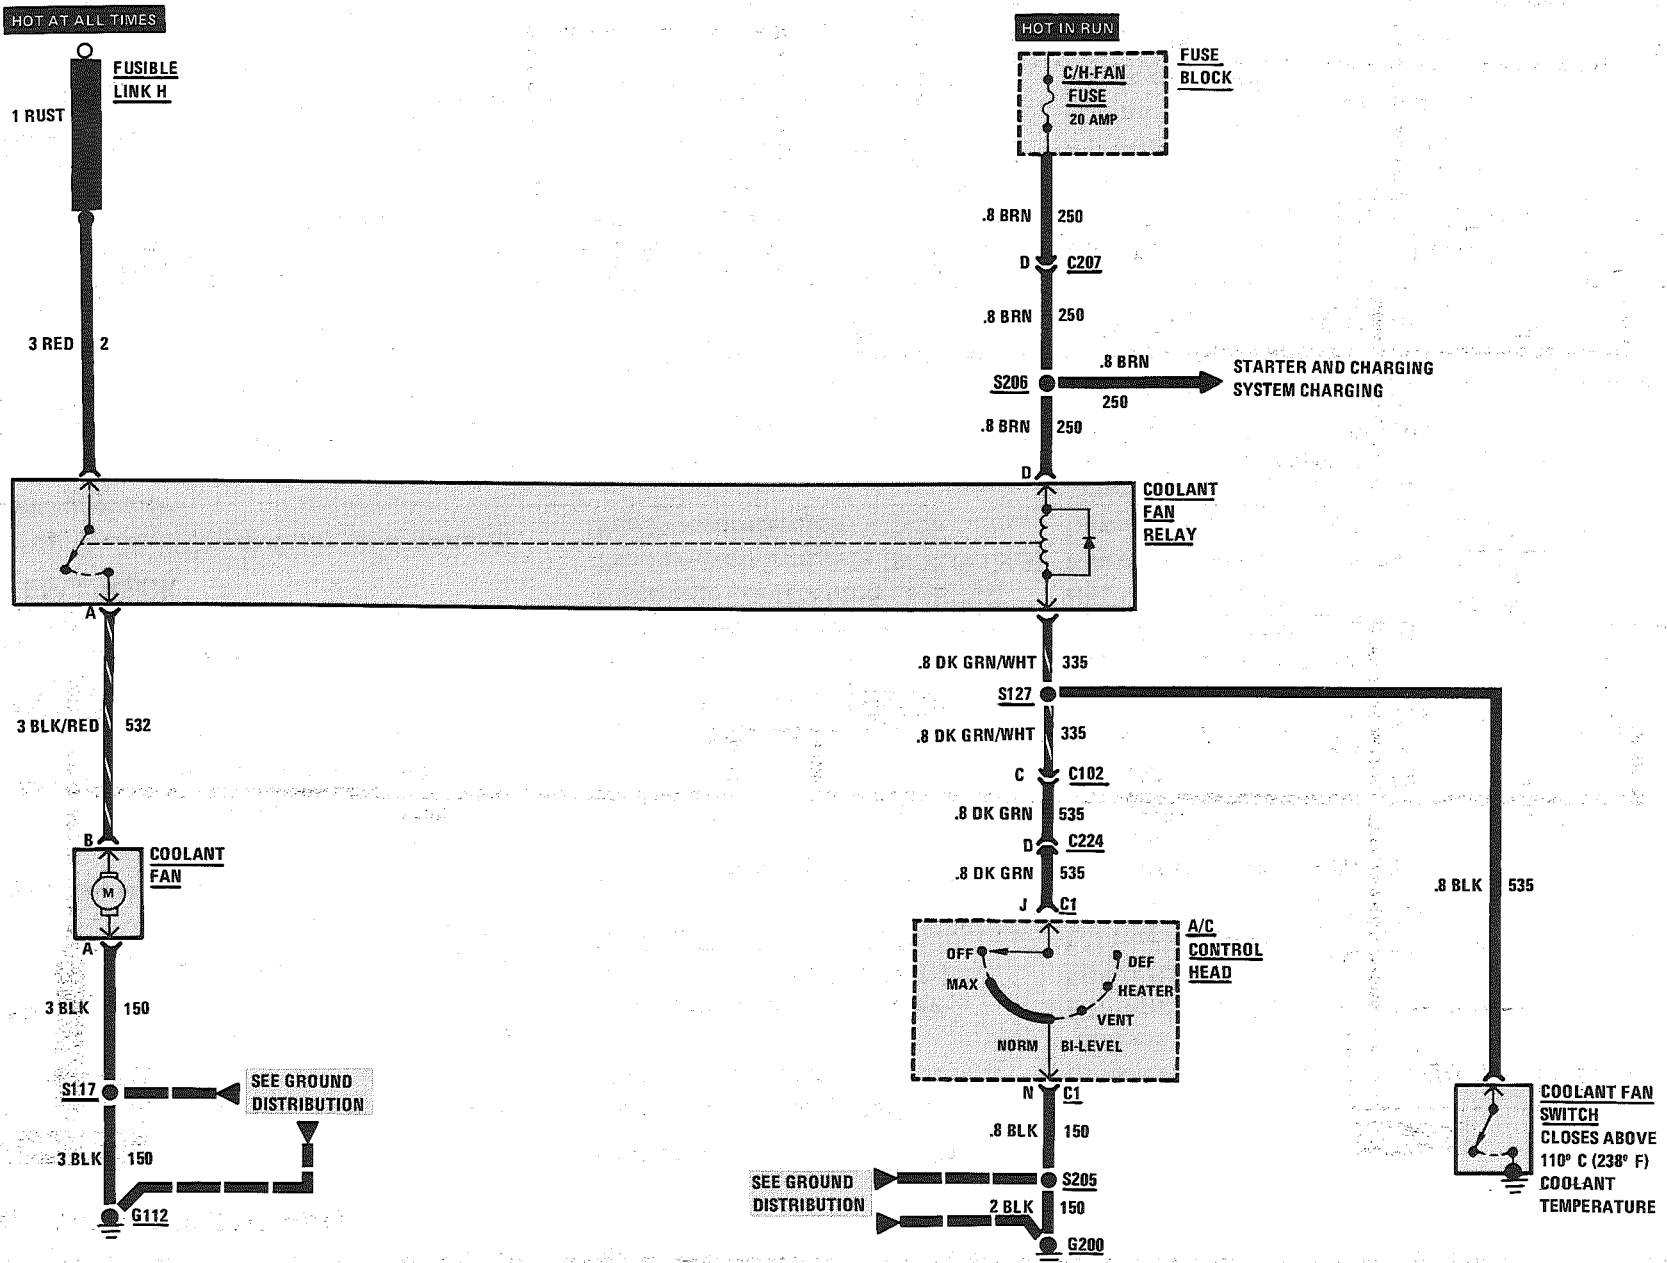 HOT AT ALL TIMES
HOT IN RUN
FUSIBLE
LINK H
1 RUST
C/H-FAN
FUSE
20 AMP
FUSE
BLOCK
.8 BRN 250
D C207
.8 BRN 250
3 RED 2
.8 BRN
S206
250
STARTER AND CHARGING
SYSTEM CHARGING
.8 BRN 250
D
COOLANT
FAN
RELAY
A
.8 DK GRN/WHT 335
S127
3 BLK/RED 532
.8 DK GRN/WHT 335
C C102
.8 DK GRN 535
D C224
.8 DK GRN 535
B
COOLANT
FAN
M
A
.8 BLK 535
J C1
A/C
CONTROL
HEAD
OFF
MAX
DEF
HEATER
VENT
NORM BI-LEVEL
3 BLK 150
N C1
S117
SEE GROUND
DISTRIBUTION
.8 BLK 150
3 BLK 150
SEE GROUND
DISTRIBUTION
S205
2 BLK 150
G112
G200
COOLANT FAN
SWITCH
CLOSES ABOVE
110° C (238° F)
COOLANT
TEMPERATURE